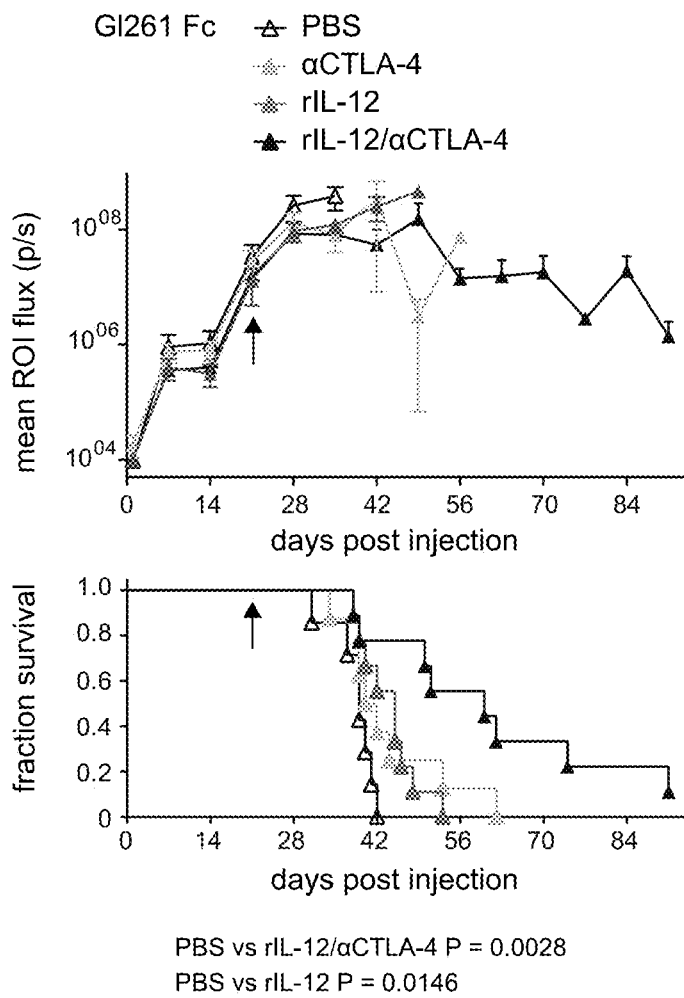 Gl261 Fc
PBS
αCTLA-4
rIL-12
rIL-12/αCTLA-4
mean ROI flux (p/s)
10^08
10^06
10^04
0 14 28 42 56 70 84
days post injection
fraction survival
1.0
0.8
0.6
0.4
0.2
0
0 14 28 42 56 70 84
days post injection
PBS vs rIL-12/αCTLA-4 P = 0.0028
PBS vs rIL-12 P = 0.0146